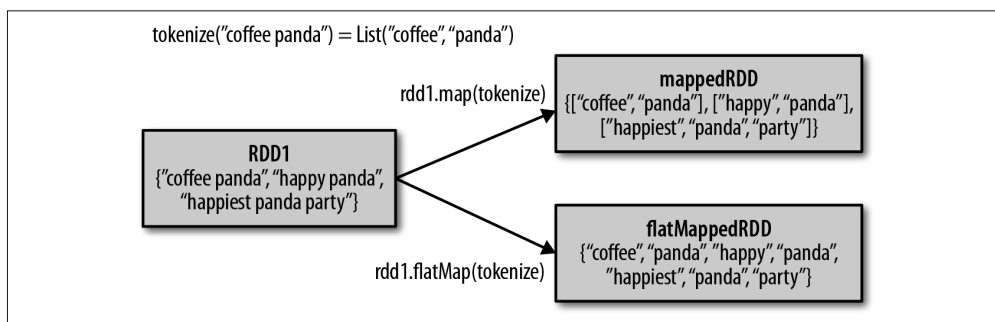 tokenize("coffee panda") = List("coffee", “panda”)
mappedRDD
{[“coffee”, “panda”], [”happy”, “panda”],
[”happiest”, “panda”, “party”]}
rdd1.map(tokenize)
RDD1
{”coffee panda”, “happy panda”,
“happiest panda party”}
flatMappedRDD
{“coffee”, “panda”, ”happy”, “panda”,
”happiest”, “panda”, “party”}
rdd1.flatMap(tokenize)